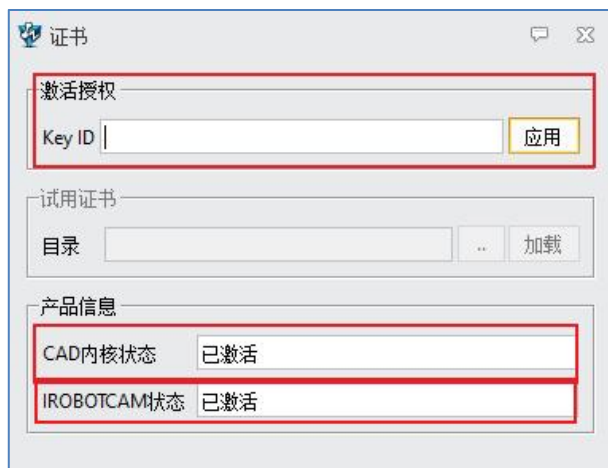 证书
激活授权
Key ID 应用
试用证书
目录 .. 加载
产品信息
CAD内核状态 已激活
IROBOTCAM状态 已激活